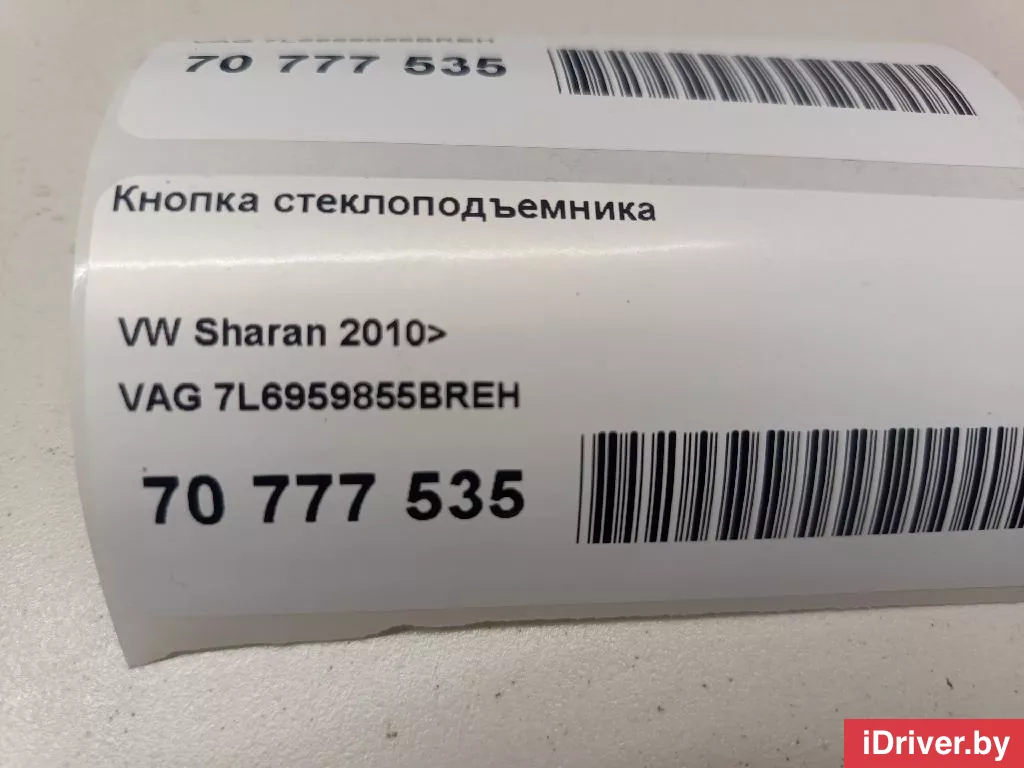 70 777 535
Кнопка стеклоподъемника
VW Sharan 2010>
VAG 7L6959855BREH
70 777 535
iDriver.by